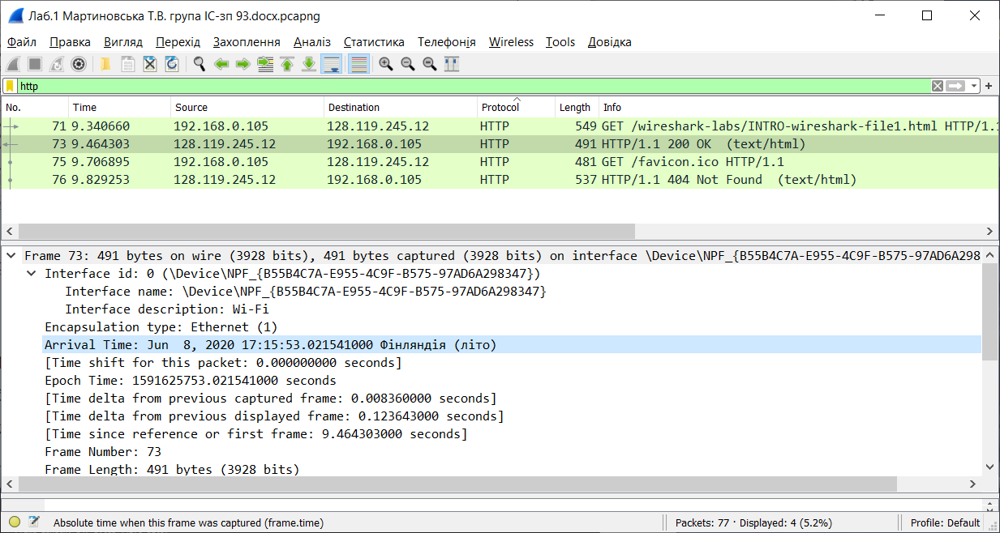 Лаб.1 Мартиновська Т.В. група ІС-зп 93.docx.pcapng
Файл Правка Вигляд Перехід Захоплення Аналіз Статистика Телефонія Wireless Tools Довідка
http
No. Time Source Destination Protocol Length Info
71 9.340660 192.168.0.105 128.119.245.12 HTTP 549 GET /wireshark-labs/INTRO-wireshark-file1.html HTTP/1.1
73 9.464303 128.119.245.12 192.168.0.105 HTTP 491 HTTP/1.1 200 OK (text/html)
75 9.706895 192.168.0.105 128.119.245.12 HTTP 481 GET /favicon.ico HTTP/1.1
76 9.829253 128.119.245.12 192.168.0.105 HTTP 537 HTTP/1.1 404 Not Found (text/html)
Frame 73: 491 bytes on wire (3928 bits), 491 bytes captured (3928 bits) on interface \Device\NPF_{B55B4C7A-E955-4C9F-B575-97AD6A298
Interface id: 0 (\Device\NPF_{B55B4C7A-E955-4C9F-B575-97AD6A298347})
Interface name: \Device\NPF_{B55B4C7A-E955-4C9F-B575-97AD6A298347}
Interface description: Wi-Fi
Encapsulation type: Ethernet (1)
Arrival Time: Jun  8, 2020 17:15:53.021541000 Фінляндія (літо)
[Time shift for this packet: 0.000000000 seconds]
Epoch Time: 1591625753.021541000 seconds
[Time delta from previous captured frame: 0.008360000 seconds]
[Time delta from previous displayed frame: 0.123643000 seconds]
[Time since reference or first frame: 9.464303000 seconds]
Frame Number: 73
Frame Length: 491 bytes (3928 bits)
Absolute time when this frame was captured (frame.time) Packets: 77 · Displayed: 4 (5.2%) Profile: Default